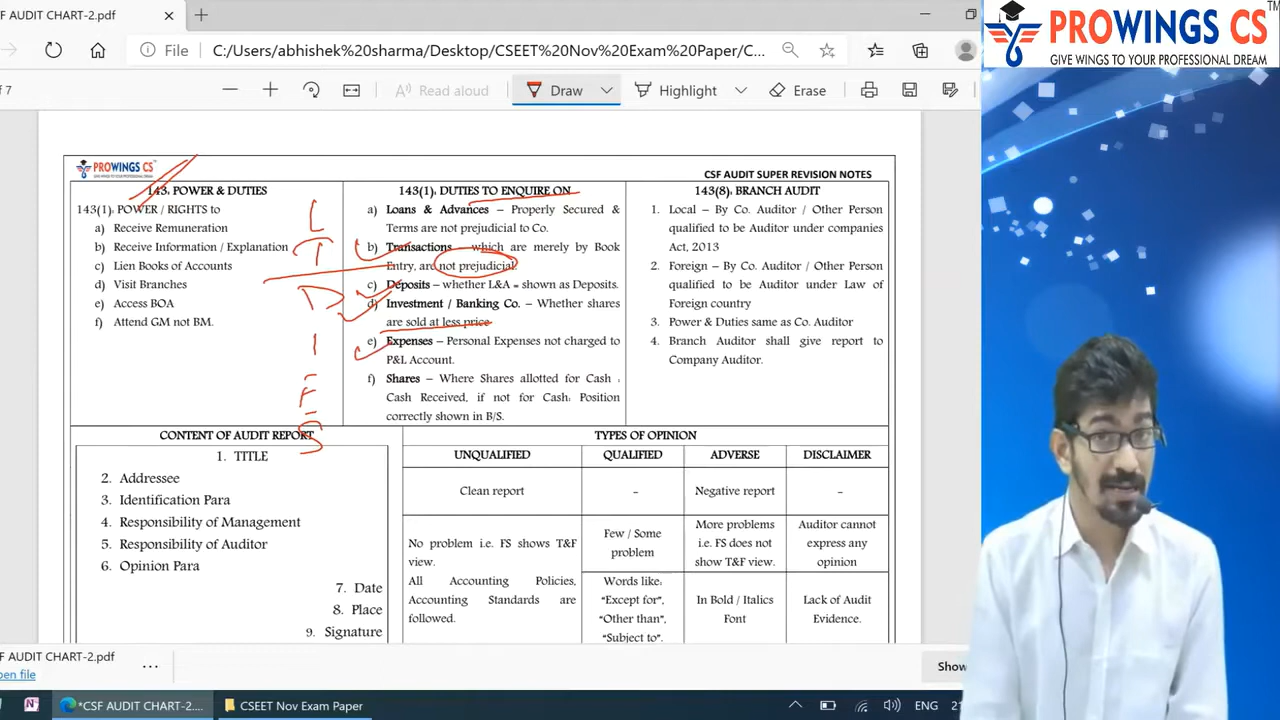 F AUDIT CHART-2.pdf
File C:/Users/abhishek%20sharma/Desktop/CSEET%20Nov%20Exam%20Paper/C...
f 7
Read aloud Draw Highlight Erase
PROWINGS CS™
GIVE WINGS TO YOUR PROFESSIONAL DREAM
PROWINGS CS
CSF AUDIT SUPER REVISION NOTES
143: POWER & DUTIES
143(1): POWER / RIGHTS to
a) Receive Remuneration
b) Receive Information / Explanation
c) Lien Books of Accounts
d) Visit Branches
e) Access BOA
f) Attend GM not BM.
L
T
D
I
F
S
143(1): DUTIES TO ENQUIRE ON
a) Loans & Advances – Properly Secured &
Terms are not prejudicial to Co.
b) Transactions – which are merely by Book
Entry, are not prejudicial.
c) Deposits – whether L&A = shown as Deposits.
d) Investment / Banking Co. – Whether shares
are sold at less price
e) Expenses – Personal Expenses not charged to
P&L Account.
f) Shares – Where Shares allotted for Cash :
Cash Received, if not for Cash: Position
correctly shown in B/S.
143(8): BRANCH AUDIT
1. Local – By Co. Auditor / Other Person
qualified to be Auditor under companies
Act, 2013
2. Foreign – By Co. Auditor / Other Person
qualified to be Auditor under Law of
Foreign country
3. Power & Duties same as Co. Auditor
4. Branch Auditor shall give report to
Company Auditor.
CONTENT OF AUDIT REPORT
1. TITLE
2. Addressee
3. Identification Para
4. Responsibility of Management
5. Responsibility of Auditor
6. Opinion Para
7. Date
8. Place
9. Signature
TYPES OF OPINION
UNQUALIFIED QUALIFIED ADVERSE DISCLAIMER
Clean report - Negative report -
No problem i.e. FS shows T&F
view.
All Accounting Policies,
Accounting Standards are
followed.
Few / Some
problem
More problems
i.e. FS does not
show T&F view.
Auditor cannot
express any
opinion
Words like:
"Except for",
"Other than",
"Subject to".
In Bold / Italics
Font
Lack of Audit
Evidence.
F AUDIT CHART-2.pdf
pen file
Show
*CSF AUDIT CHART-2.... CSEET Nov Exam Paper
ENG 2